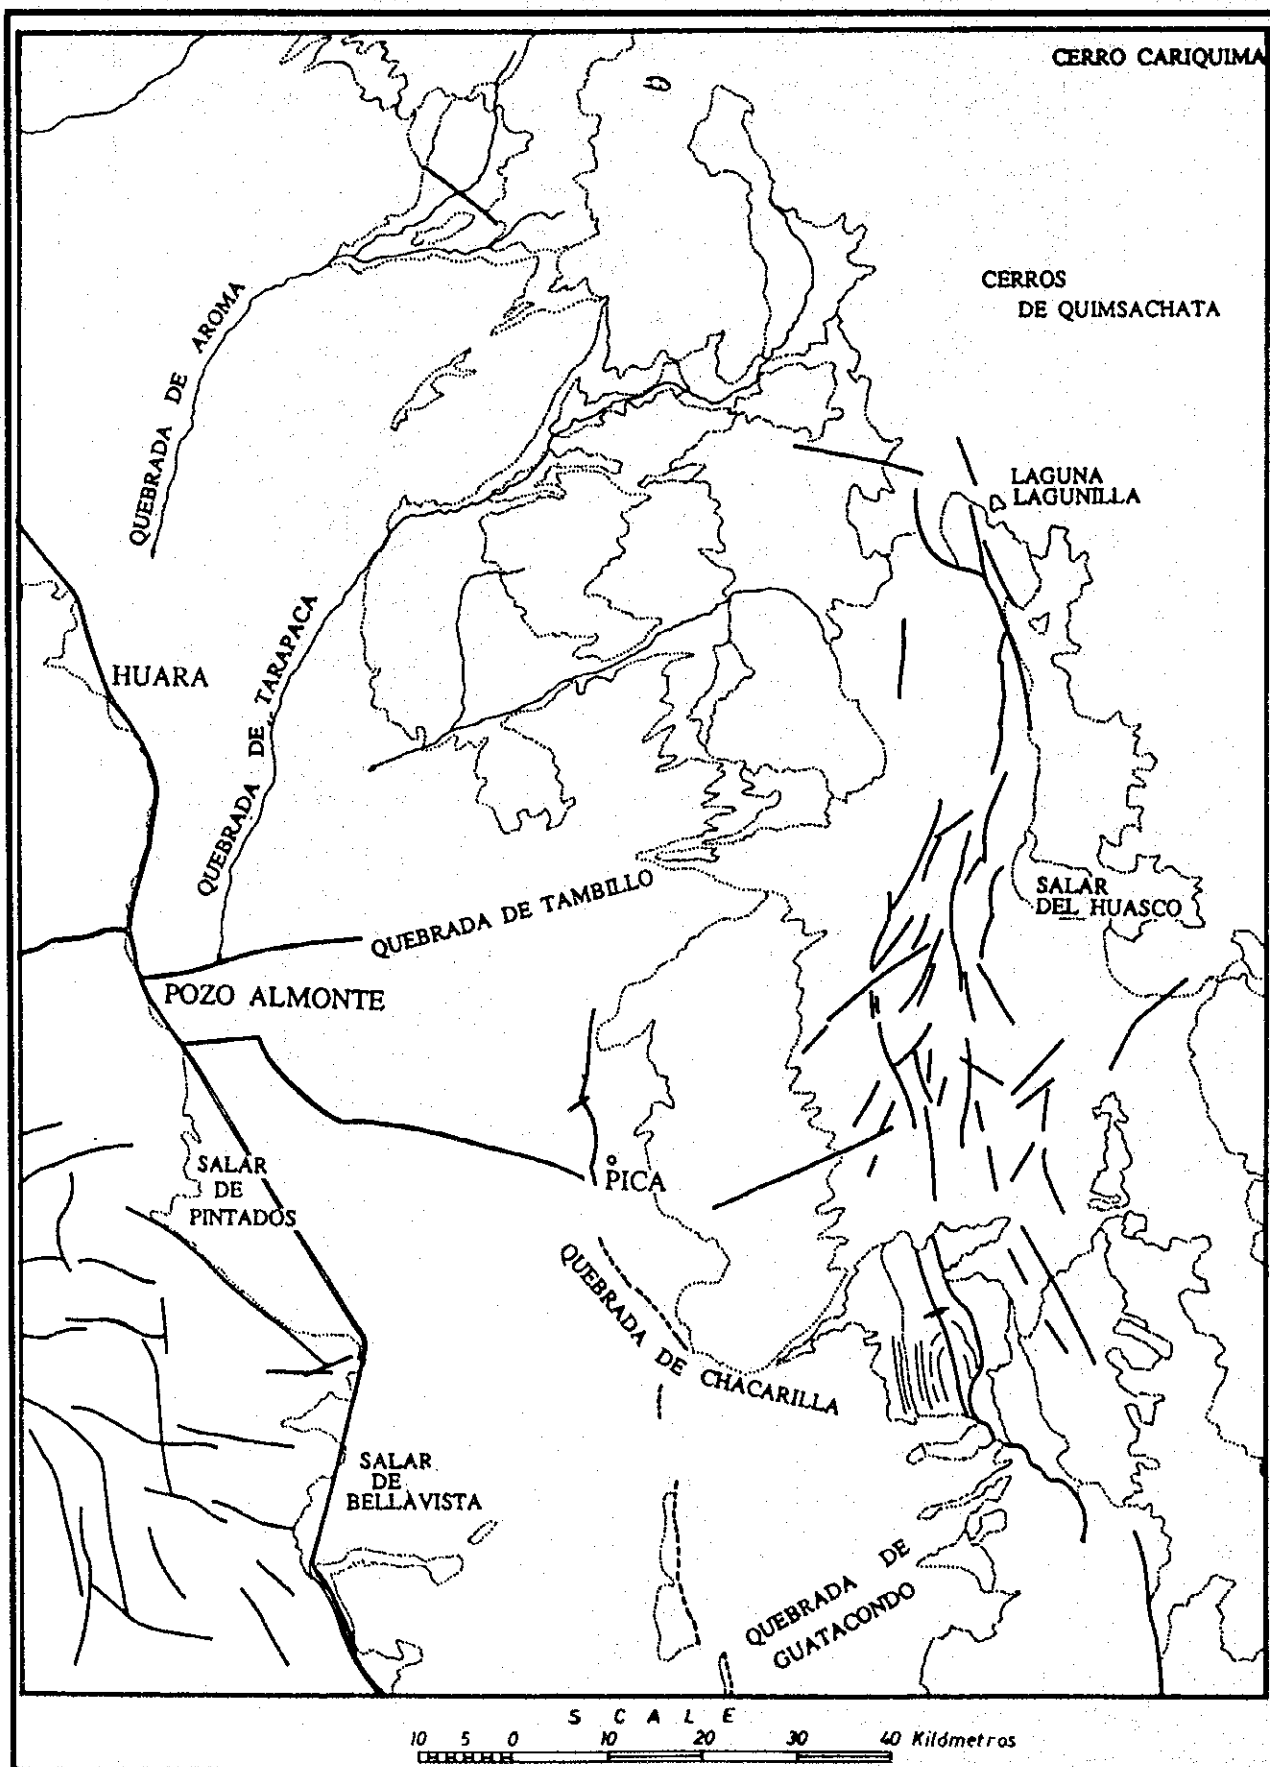 CERRO CARIQUIMA
CERROS
DE QUIMSACHATA
QUEBRADA DE AROMA
LAGUNA
LAGUNILLA
QUEBRADA DE TARAPACA
HUARA
SALAR
DEL HUASCO
QUEBRADA DE TAMBILLO
POZO ALMONTE
SALAR
DE
PINTADOS
PICA
QUEBRADA DE CHACARILLA
SALAR
DE
BELLAVISTA
QUEBRADA DE
GUATACONDO
SCALE
10 5 0 10 20 30 40 Kilómetros